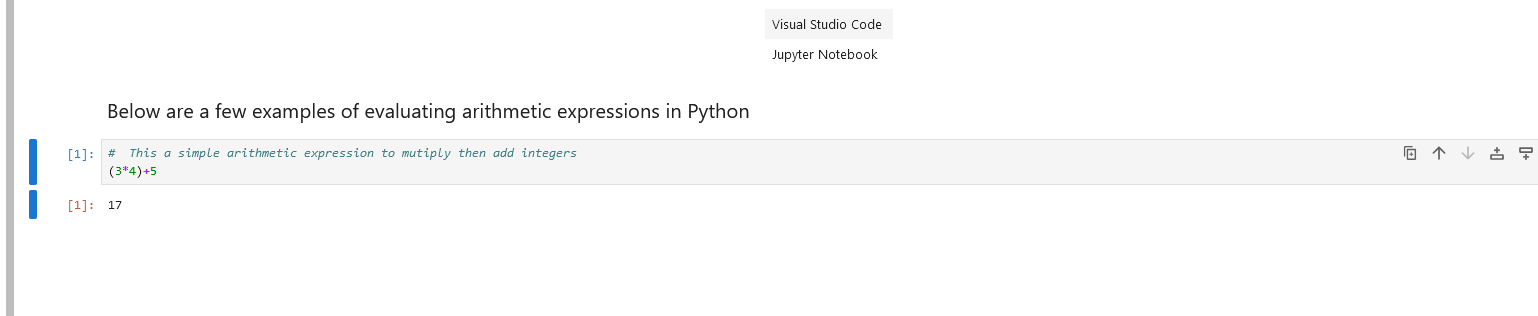 Visual Studio Code
Jupyter Notebook
Below are a few examples of evaluating arithmetic expressions in Python
[1]: #  This a simple arithmetic expression to mutiply then add integers
(3*4)+5
[1]: 17